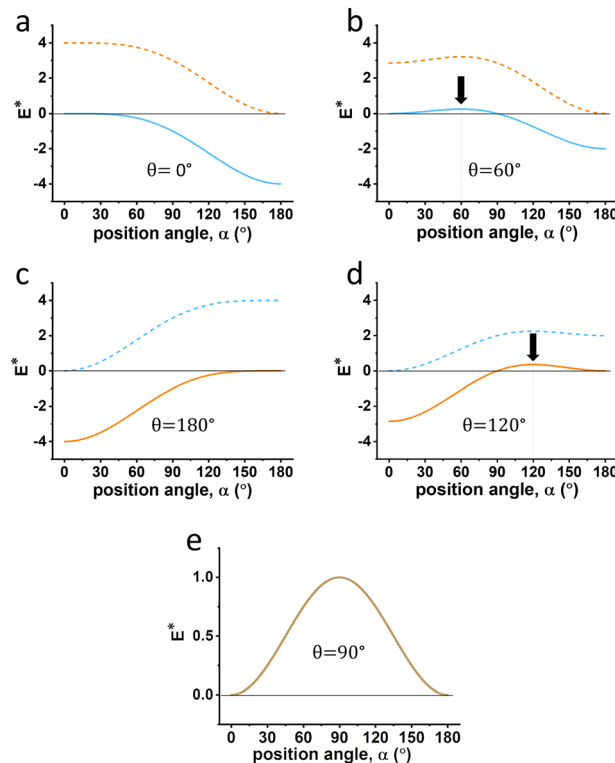 a
4
2
0
-2
-4
E*
θ= 0°
0 30 60 90 120 150 180
position angle, α (°)
b
4
2
0
-2
-4
E*
θ=60°
0 30 60 90 120 150 180
position angle, α (°)
c
4
2
0
-2
-4
E*
θ=180°
0 30 60 90 120 150 180
position angle, α (°)
d
4
2
0
-2
-4
E*
θ=120°
0 30 60 90 120 150 180
position angle, α (°)
e
1.0
0.5
0.0
E*
θ=90°
0 30 60 90 120 150 180
position angle, α (°)